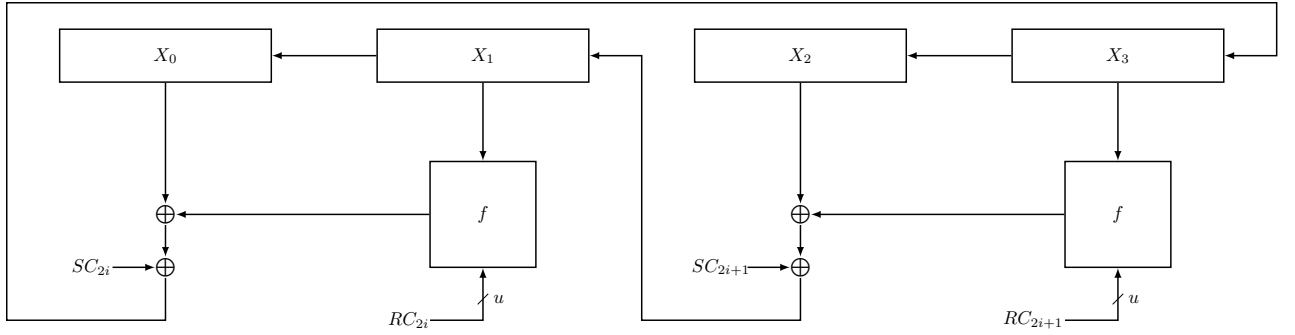 X_0
X_1
X_2
X_3
f
f
SC_{2i}
SC_{2i+1}
u
u
RC_{2i}
RC_{2i+1}